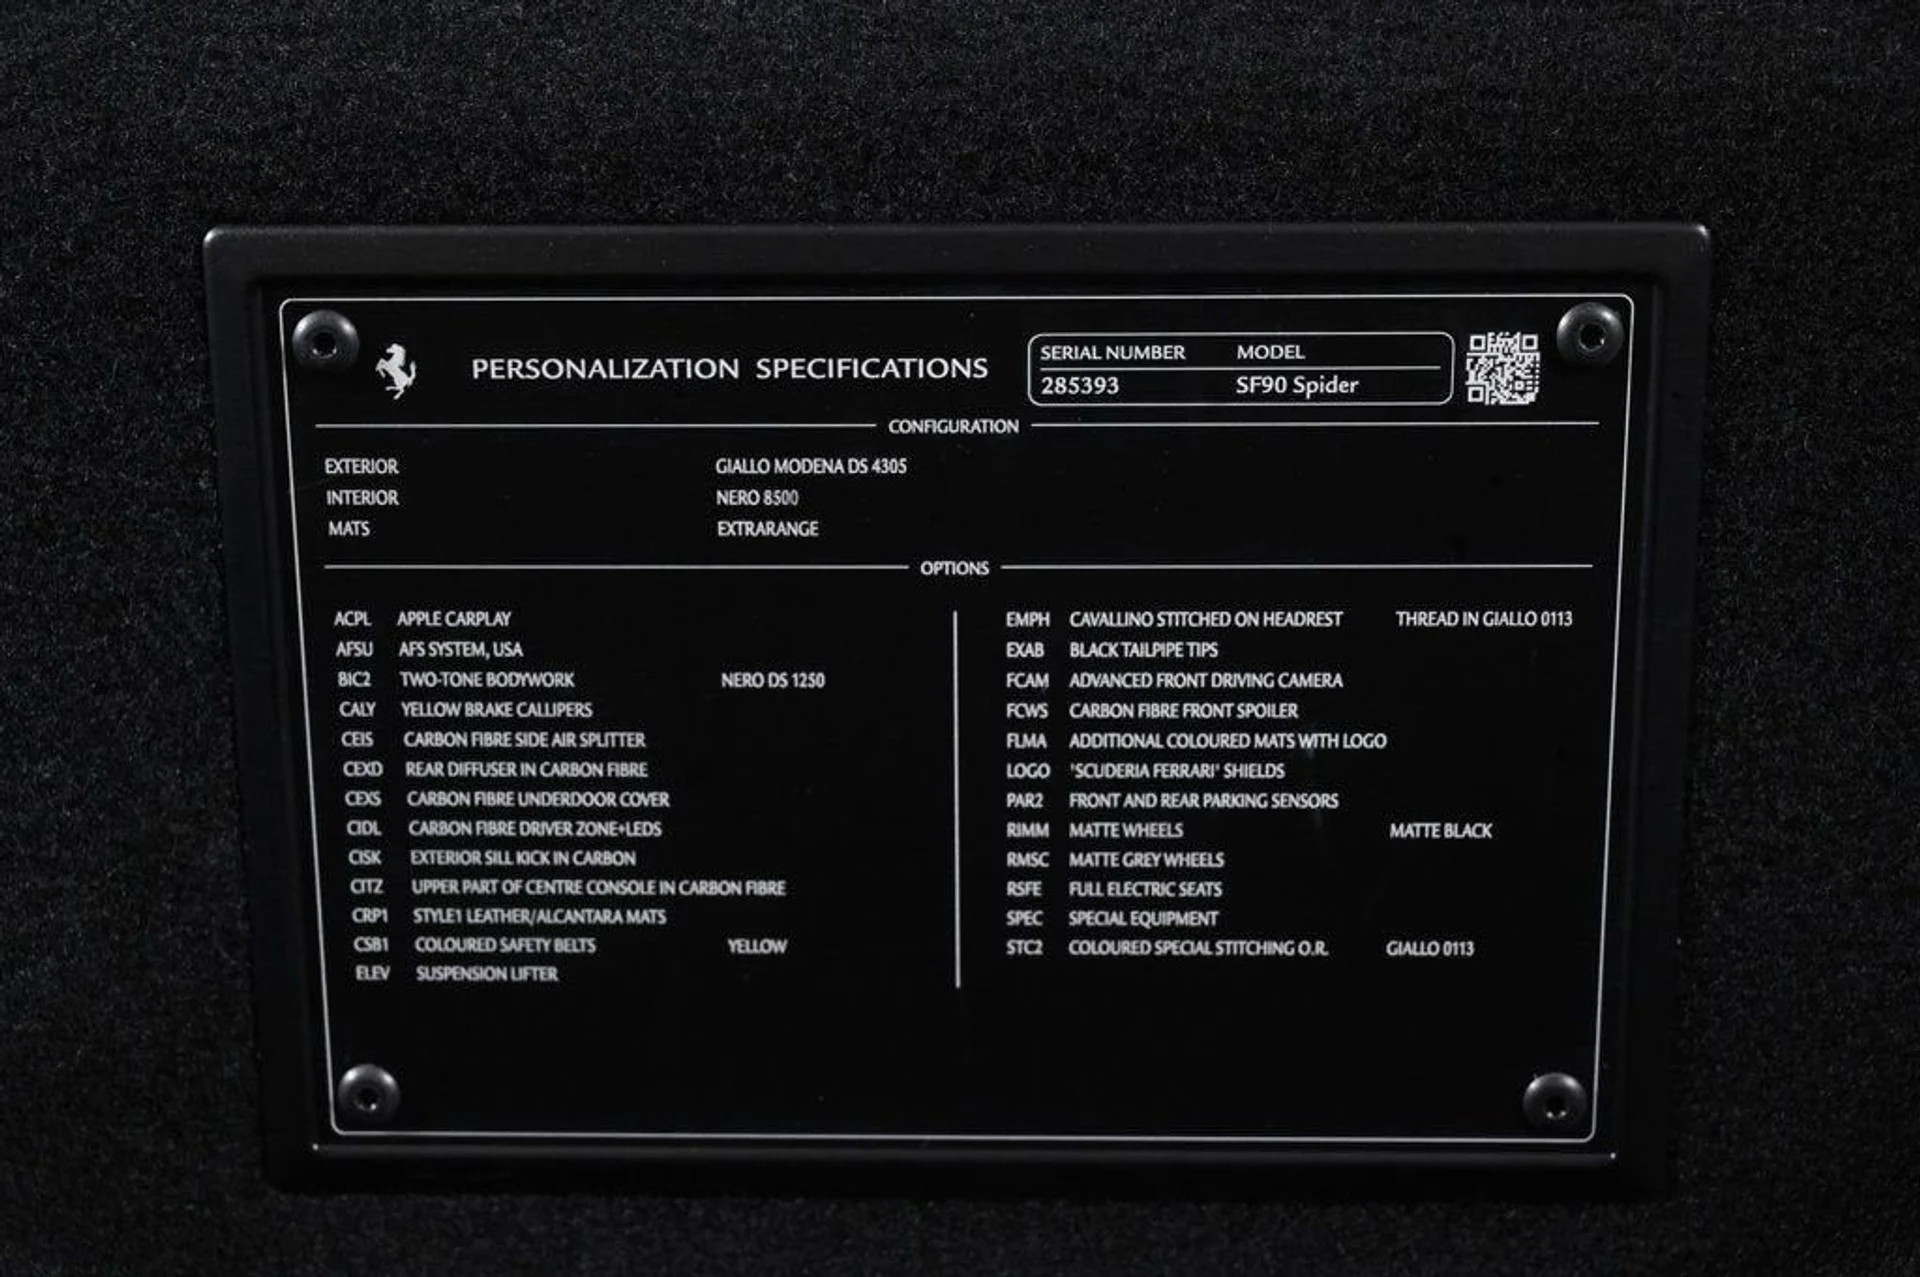 PERSONALIZATION SPECIFICATIONS
SERIAL NUMBER MODEL
285393 SF90 Spider
CONFIGURATION
EXTERIOR GIALLO MODENA DS 4305
INTERIOR NERO 8500
MATS EXTRARANGE
OPTIONS
ACPL APPLE CARPLAY
AFSU AFS SYSTEM, USA
BIC2 TWO-TONE BODYWORK NERO DS 1250
CALY YELLOW BRAKE CALLIPERS
CEIS CARBON FIBRE SIDE AIR SPLITTER
CEXD REAR DIFFUSER IN CARBON FIBRE
CEXS CARBON FIBRE UNDERDOOR COVER
CIDL CARBON FIBRE DRIVER ZONE+LEDS
CISK EXTERIOR SILL KICK IN CARBON
CITZ UPPER PART OF CENTRE CONSOLE IN CARBON FIBRE
CRP1 STYLE1 LEATHER/ALCANTARA MATS
CSB1 COLOURED SAFETY BELTS YELLOW
ELEV SUSPENSION LIFTER
EMPH CAVALLINO STITCHED ON HEADREST THREAD IN GIALLO 0113
EXAB BLACK TAILPIPE TIPS
FCAM ADVANCED FRONT DRIVING CAMERA
FCWS CARBON FIBRE FRONT SPOILER
FLMA ADDITIONAL COLOURED MATS WITH LOGO
LOGO 'SCUDERIA FERRARI' SHIELDS
PAR2 FRONT AND REAR PARKING SENSORS
RIMM MATTE WHEELS MATTE BLACK
RMSC MATTE GREY WHEELS
RSFE FULL ELECTRIC SEATS
SPEC SPECIAL EQUIPMENT
STC2 COLOURED SPECIAL STITCHING O.R. GIALLO 0113